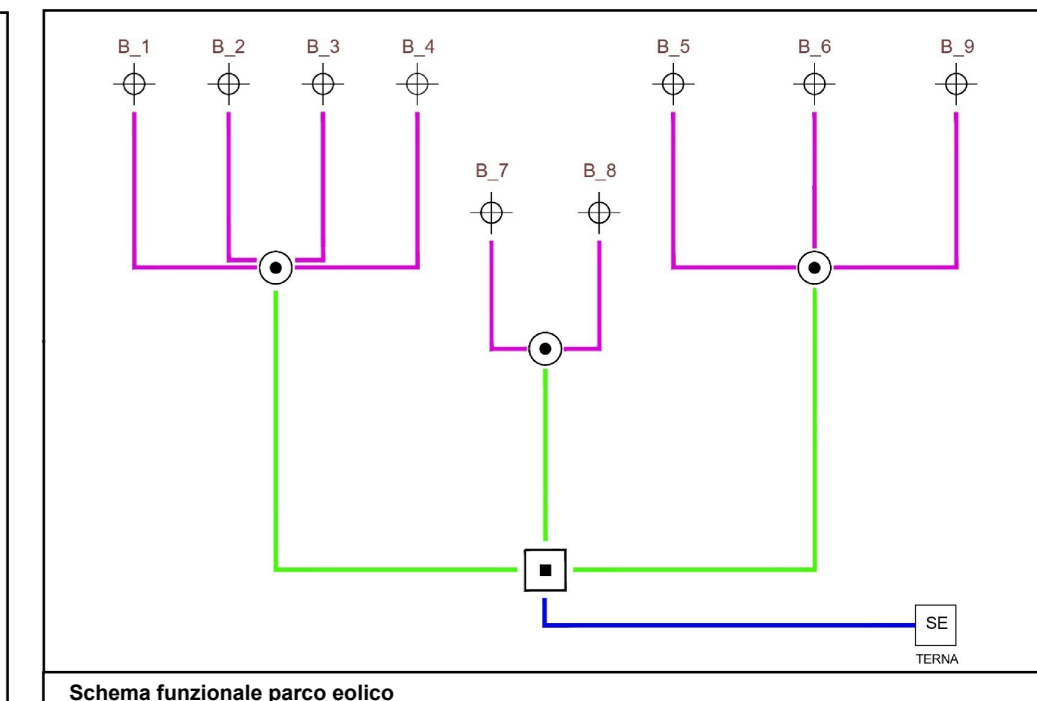 B_1 B_2 B_3 B_4 B_5 B_6 B_9
B_7 B_8
SE
TERNA
Schema funzionale parco eolico